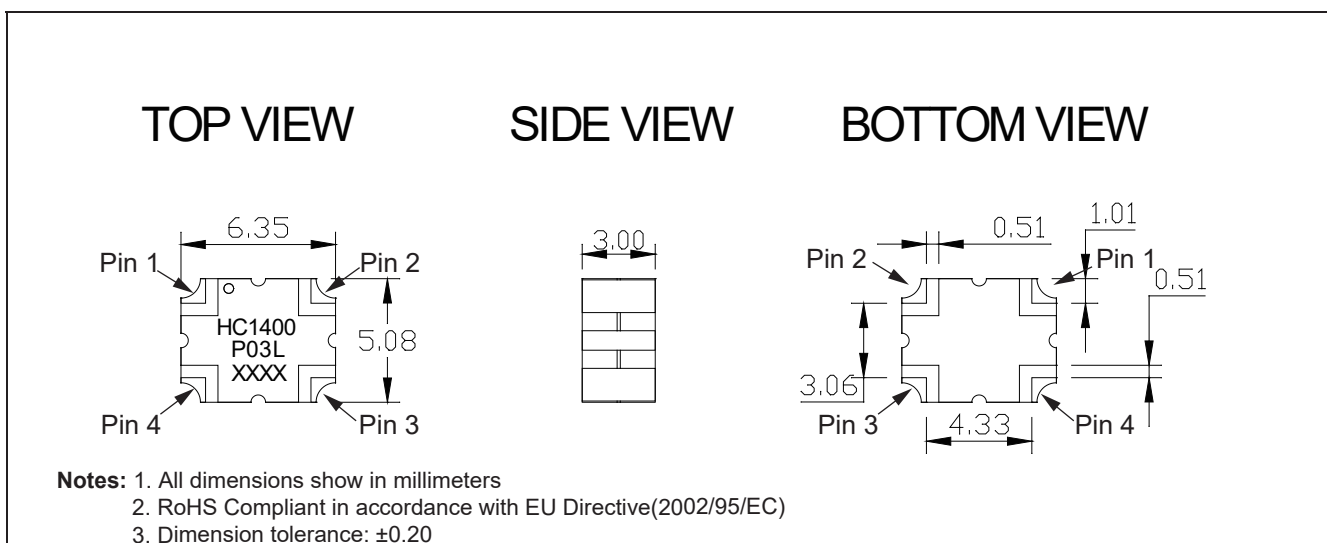 TOP VIEW
SIDE VIEW
BOTTOM VIEW
6.35
Pin 1
Pin 2
HC1400
P03L
XXXX
5.08
Pin 4
Pin 3
3.00
0.51
1.01
Pin 2
Pin 1
0.51
3.06
Pin 3
4.33
Pin 4
Notes: 1. All dimensions show in millimeters
2. RoHS Compliant in accordance with EU Directive(2002/95/EC)
3. Dimension tolerance: ±0.20